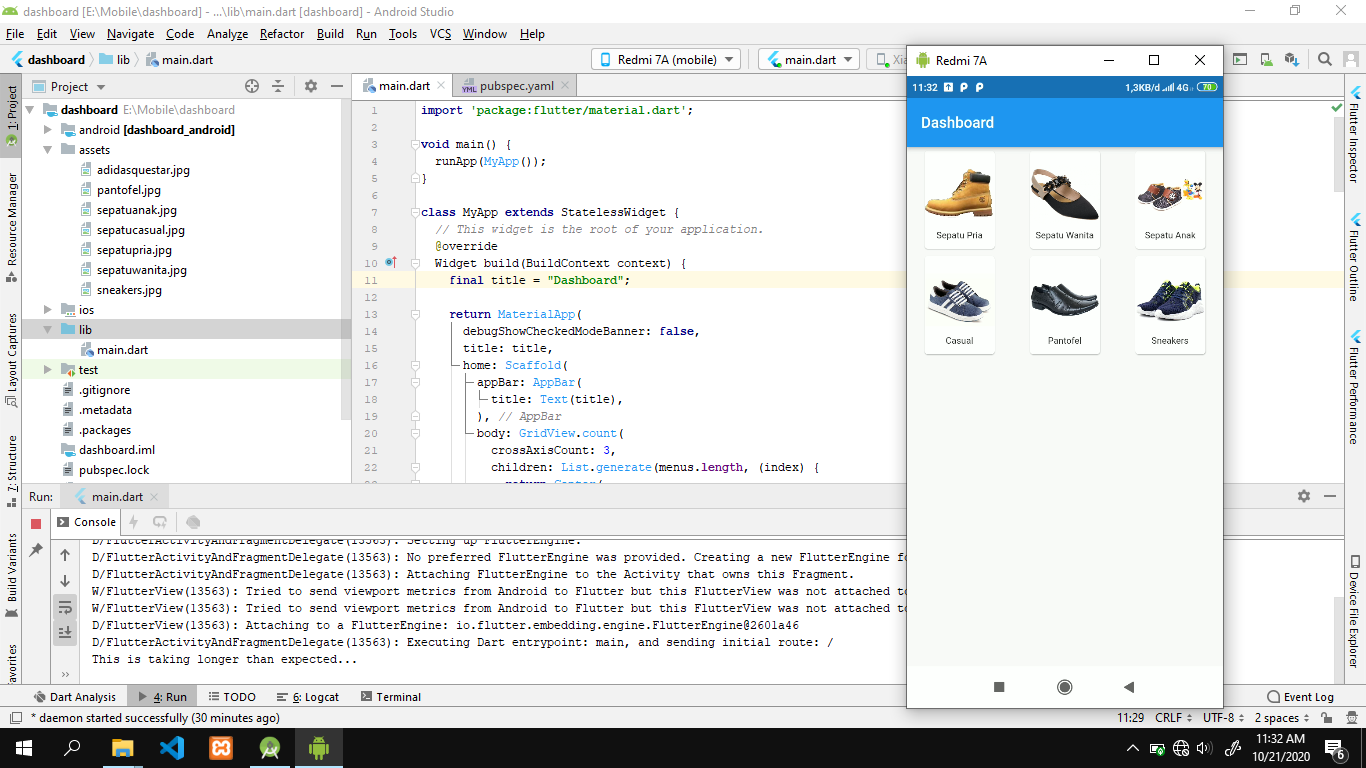 dashboard [E:\Mobile\dashboard] - ...\lib\main.dart [dashboard] - Android Studio
File Edit View Navigate Code Analyze Refactor Build Run Tools VCS Window Help
dashboard lib main.dart Redmi 7A (mobile) main.dart
Project main.dart pubspec.yaml
1: Project
Resource Manager
Layout Captures
7: Structure
Build Variants
dashboard E:\Mobile\dashboard
android [dashboard_android]
assets
adidasquestar.jpg
pantofel.jpg
sepatuanak.jpg
sepatucasual.jpg
sepatupria.jpg
sepatuwanita.jpg
sneakers.jpg
ios
lib
main.dart
test
.gitignore
.metadata
.packages
dashboard.iml
pubspec.lock
1 import 'package:flutter/material.dart';
2
3 void main() {
4 runApp(MyApp());
5 }
6
7 class MyApp extends StatelessWidget {
8 // This widget is the root of your application.
9 @override
10 Widget build(BuildContext context) {
11 final title = "Dashboard";
12
13 return MaterialApp(
14 debugShowCheckedModeBanner: false,
15 title: title,
16 home: Scaffold(
17 appBar: AppBar(
18 title: Text(title),
19 ), // AppBar
20 body: GridView.count(
21 crossAxisCount: 3,
22 children: List.generate(menus.length, (index) {
Redmi 7A
11:32 1,3KB/d 4G 70
Dashboard
Sepatu Pria Sepatu Wanita Sepatu Anak
Casual Pantofel Sneakers
Flutter Inspector
Flutter Outline
Flutter Performance
Device File Explorer
Run: main.dart
Console
D/FlutterActivityAndFragmentDelegate(13563): Setting up FlutterEngine.
D/FlutterActivityAndFragmentDelegate(13563): No preferred FlutterEngine was provided. Creating a new FlutterEngine fo
D/FlutterActivityAndFragmentDelegate(13563): Attaching FlutterEngine to the Activity that owns this Fragment.
W/FlutterView(13563): Tried to send viewport metrics from Android to Flutter but this FlutterView was not attached to
W/FlutterView(13563): Tried to send viewport metrics from Android to Flutter but this FlutterView was not attached to
D/FlutterView(13563): Attaching to a FlutterEngine: io.flutter.embedding.engine.FlutterEngine@2601a46
D/FlutterActivityAndFragmentDelegate(13563): Executing Dart entrypoint: main, and sending initial route: /
This is taking longer than expected...
Dart Analysis 4: Run TODO 6: Logcat Terminal Event Log
* daemon started successfully (30 minutes ago) 11:29 CRLF UTF-8 2 spaces
11:32 AM
10/21/2020
6